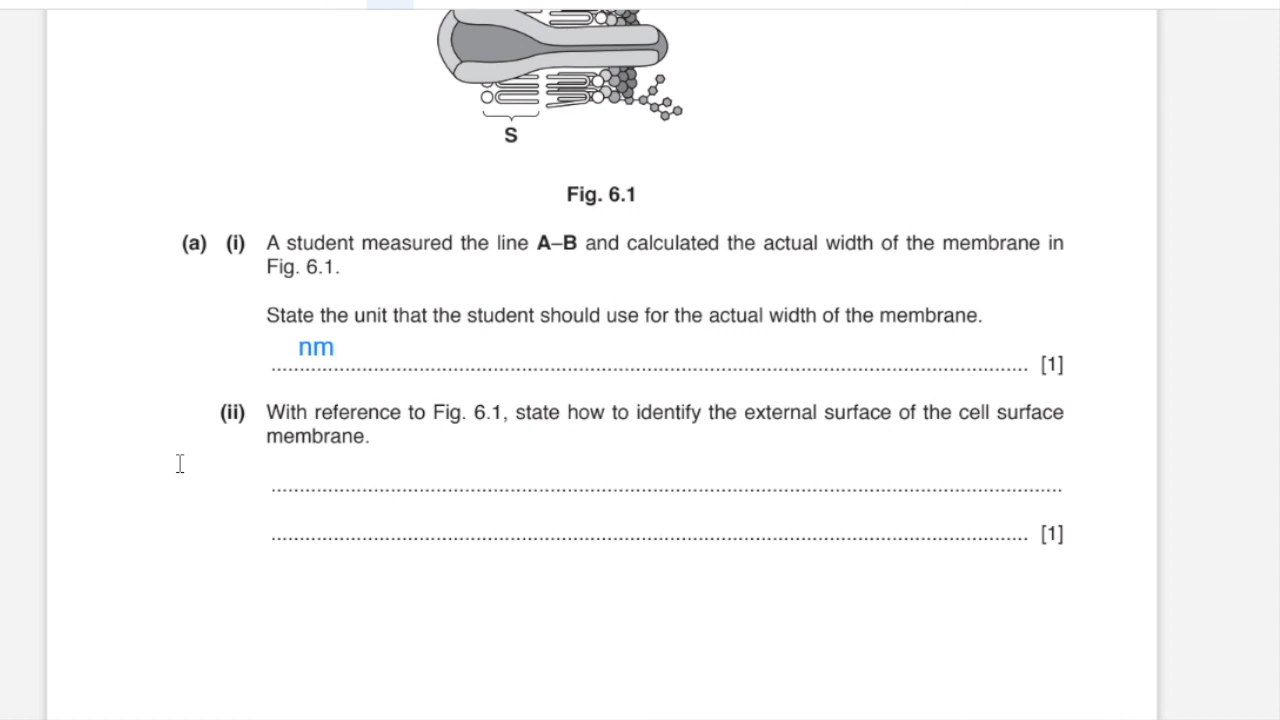 S
Fig. 6.1
(a) (i) A student measured the line A–B and calculated the actual width of the membrane in
Fig. 6.1.
State the unit that the student should use for the actual width of the membrane.
nm
[1]
(ii) With reference to Fig. 6.1, state how to identify the external surface of the cell surface
membrane.
[1]